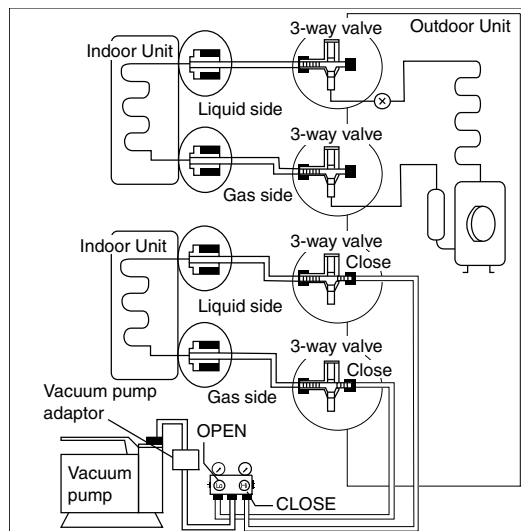 3-way valve
Outdoor Unit
Indoor Unit
Liquid side
3-way valve
Gas side
Indoor Unit
3-way valve
Close
Liquid side
3-way valve
Close
Gas side
Vacuum pump
adaptor
OPEN
Lo
Hi
CLOSE
Vacuum
pump